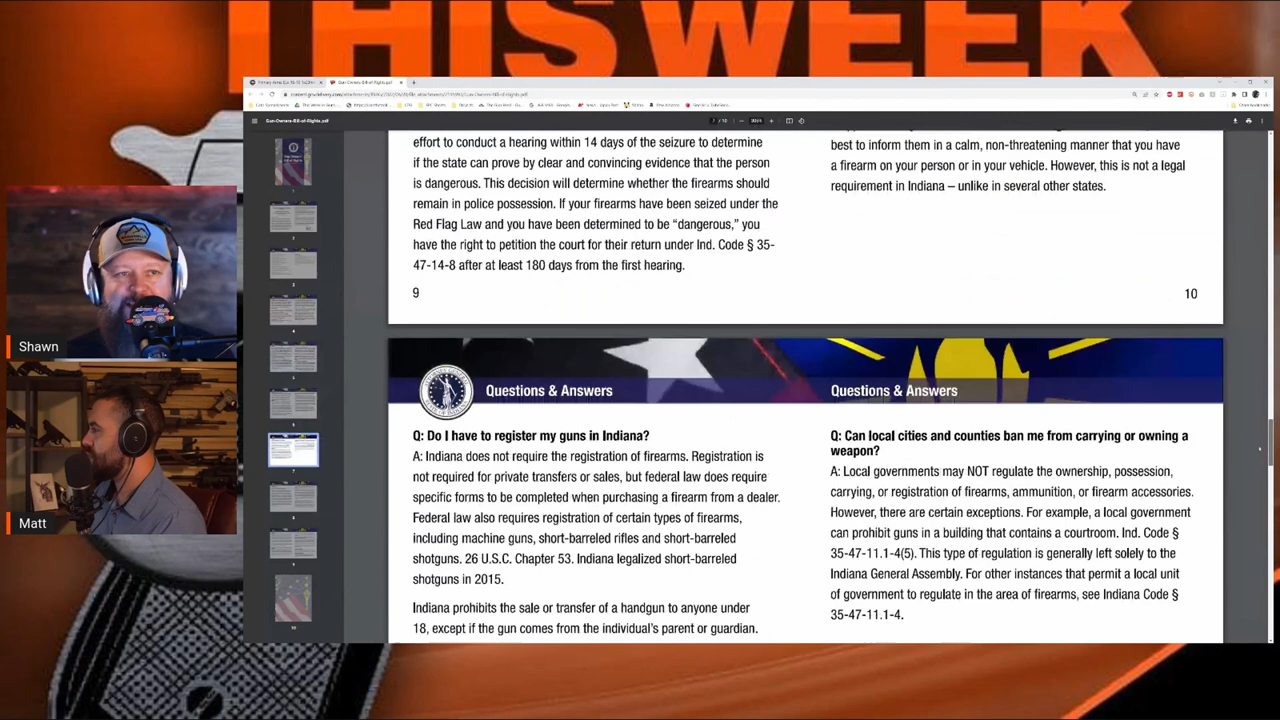 THIS WEEK
Gun-Owners-Bill-of-Rights.pdf
Gun-Owners-Bill-of-Rights.pdf
effort to conduct a hearing within 14 days of the seizure to determine
if the state can prove by clear and convincing evidence that the person
is dangerous. This decision will determine whether the firearms should
remain in police possession. If your firearms have been seized under the
Red Flag Law and you have been determined to be “dangerous,” you
have the right to petition the court for their return under Ind. Code § 35-
47-14-8 after at least 180 days from the first hearing.
9
best to inform them in a calm, non-threatening manner that you have
a firearm on your person or in your vehicle. However, this is not a legal
requirement in Indiana – unlike in several other states.
10
Questions & Answers
Q: Do I have to register my guns in Indiana?
A: Indiana does not require the registration of firearms. Registration is
not required for private transfers or sales, but federal law does require
specific forms to be completed when purchasing a firearm from a dealer.
Federal law also requires registration of certain types of firearms,
including machine guns, short-barreled rifles and short-barreled
shotguns. 26 U.S.C. Chapter 53. Indiana legalized short-barreled
shotguns in 2015.
Indiana prohibits the sale or transfer of a handgun to anyone under
18, except if the gun comes from the individual’s parent or guardian.
Questions & Answers
Q: Can local cities and counties ban me from carrying or owning a
weapon?
A: Local governments may NOT regulate the ownership, possession,
carrying, or registration of firearms, ammunition, or firearm accessories.
However, there are certain exceptions. For example, a local government
can prohibit guns in a building that contains a courtroom. Ind. Code §
35-47-11.1-4(5). This type of regulation is generally left solely to the
Indiana General Assembly. For other instances that permit a local unit
of government to regulate in the area of firearms, see Indiana Code §
35-47-11.1-4.
Shawn
Matt